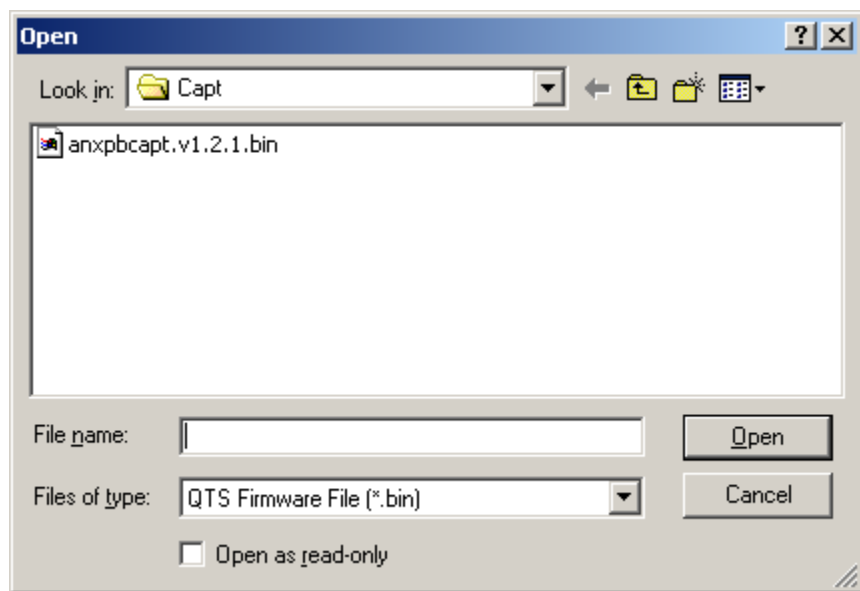 Open
Look in: Capt
anxpbcapt.v1.2.1.bin
File name:
Open
Files of type: QTS Firmware File (*.bin)
Cancel
Open as read-only